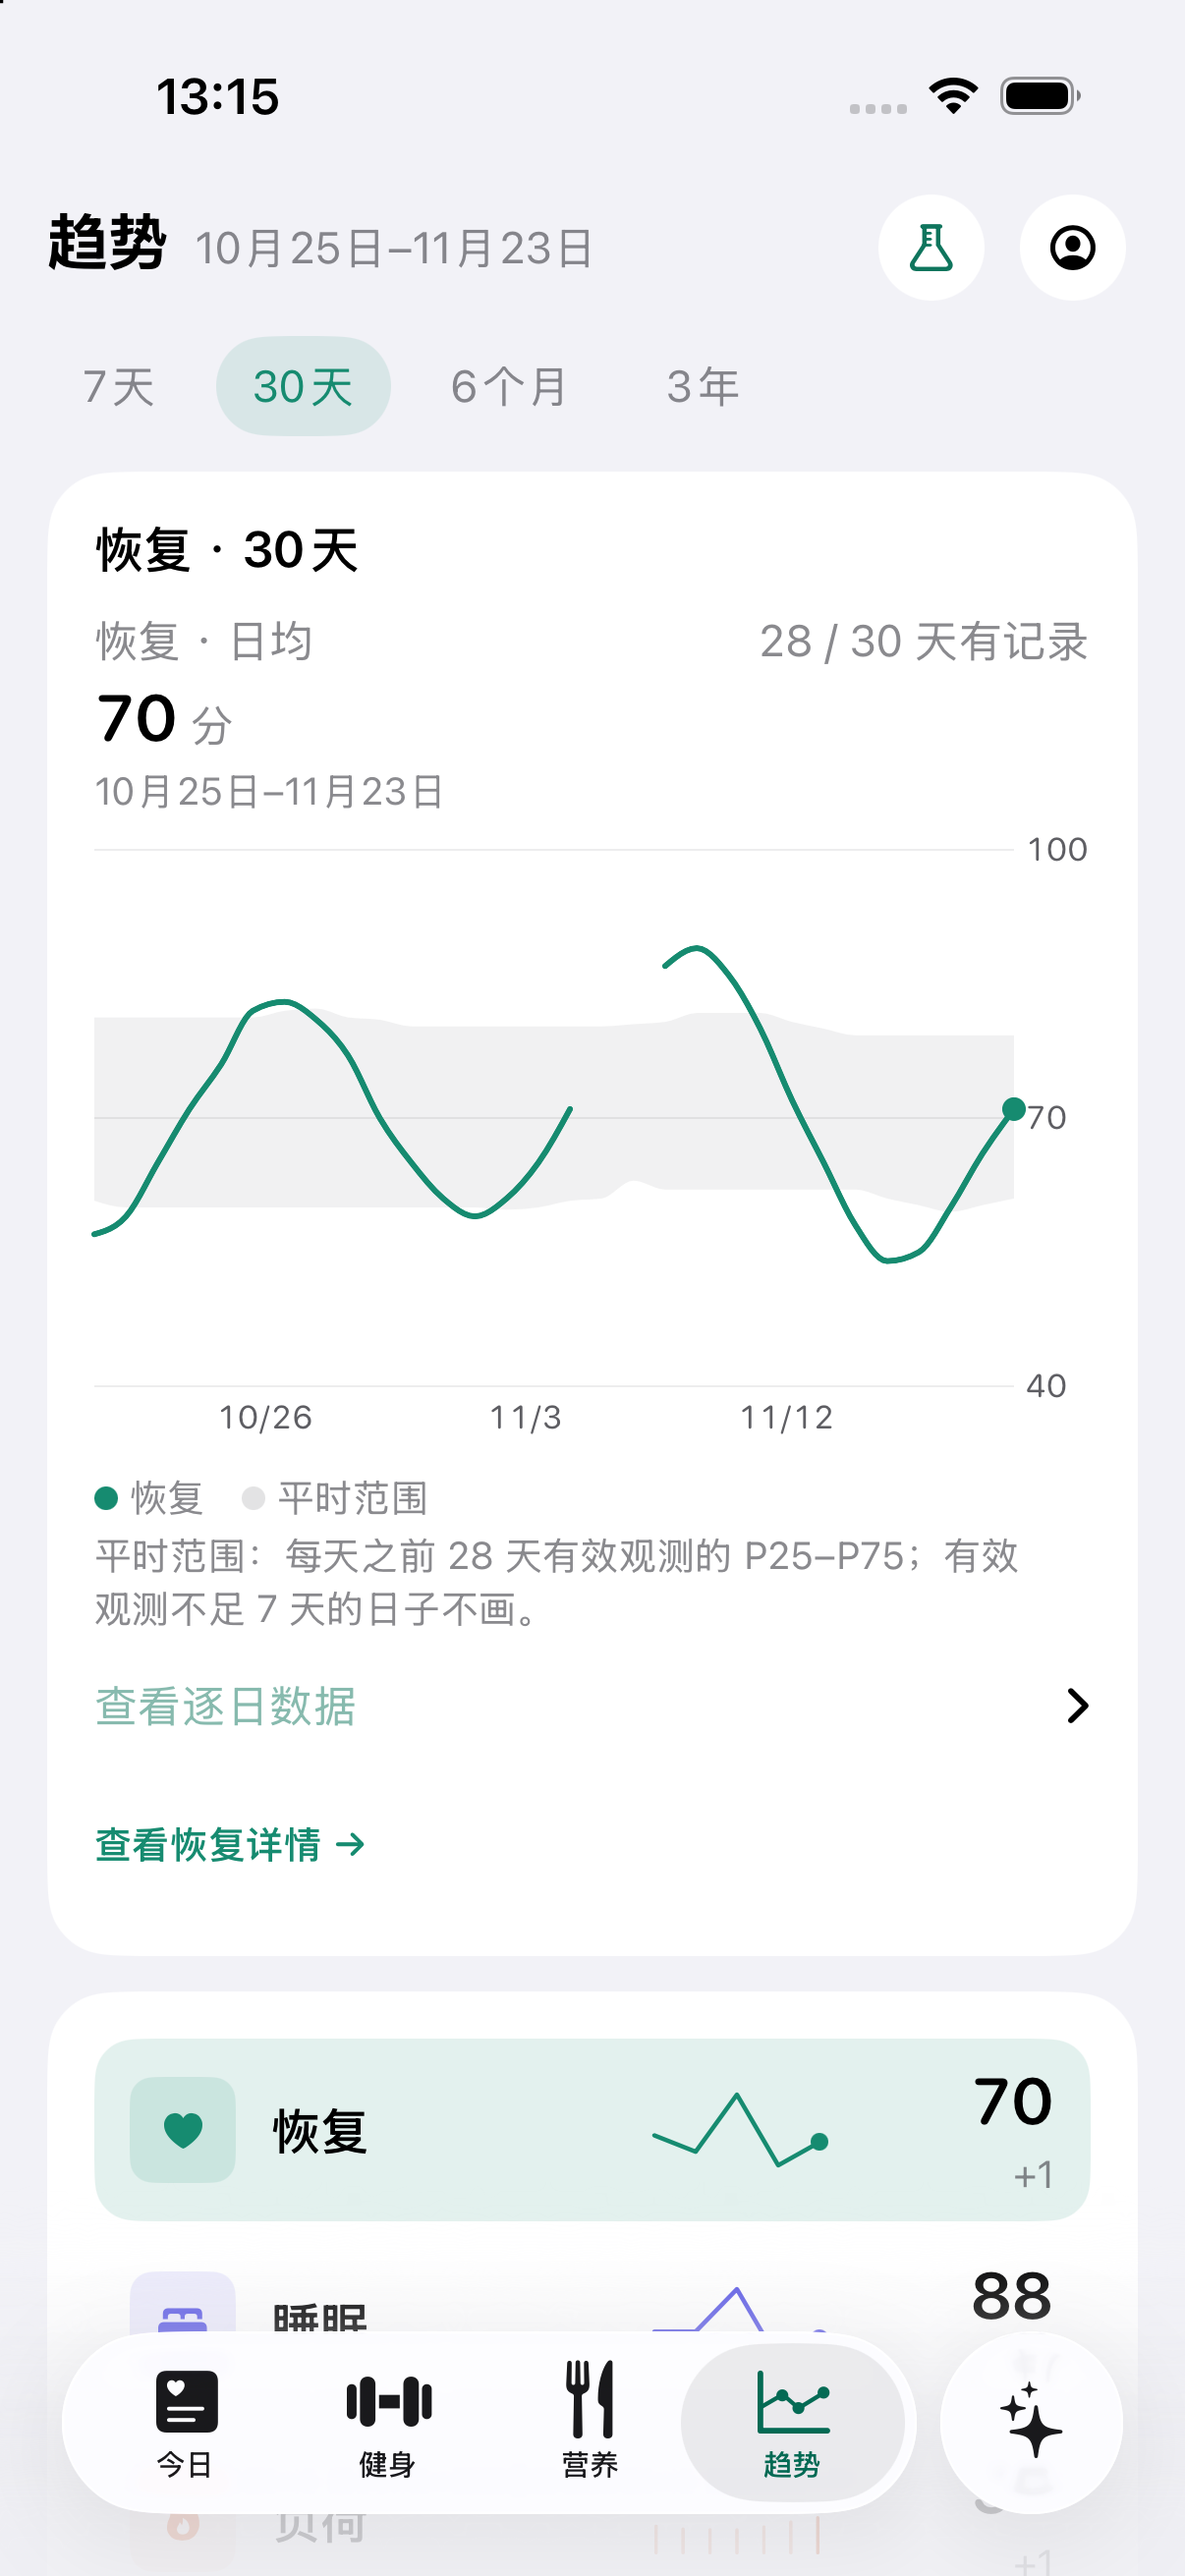 13:15
趋势 10月25日–11月23日
7天 30天 6个月 3年
恢复 · 30天
恢复 · 日均 28 / 30 天有记录
70 分
10月25日–11月23日
100
70
40
10/26 11/3 11/12
恢复 平时范围
平时范围：每天之前 28 天有效观测的 P25–P75；有效
观测不足 7 天的日子不画。
查看逐日数据
查看恢复详情 →
恢复 70
+1
睡眠 88
今日 健身 营养 趋势
负荷
+1